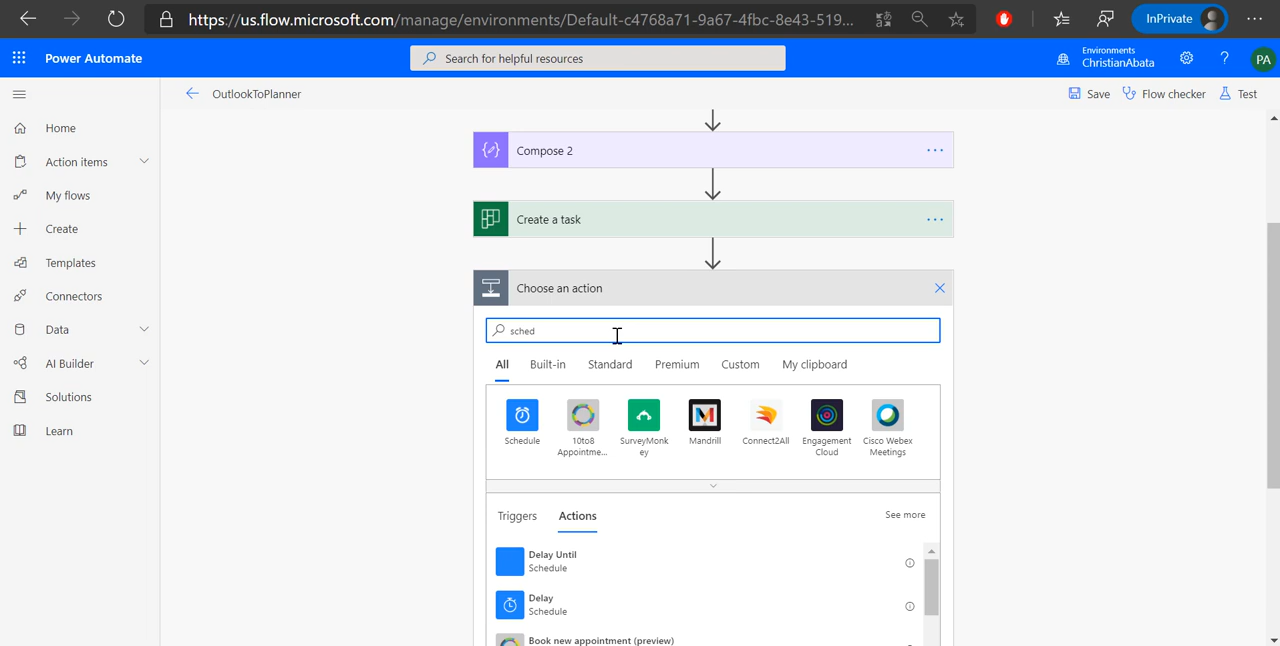 https://us.flow.microsoft.com/manage/environments/Default-c4768a71-9a67-4fbc-8e43-519...
InPrivate
Power Automate
Search for helpful resources
Environments
ChristianAbata
?
PA
OutlookToPlanner
Save
Flow checker
Test
Home
Action items
My flows
Create
Templates
Connectors
Data
AI Builder
Solutions
Learn
Compose 2
Create a task
Choose an action
sched
All
Built-in
Standard
Premium
Custom
My clipboard
Schedule
10to8
Appointme...
SurveyMonk
ey
Mandrill
Connect2All
Engagement
Cloud
Cisco Webex
Meetings
Triggers
Actions
See more
Delay Until
Schedule
Delay
Schedule
Book new appointment (preview)